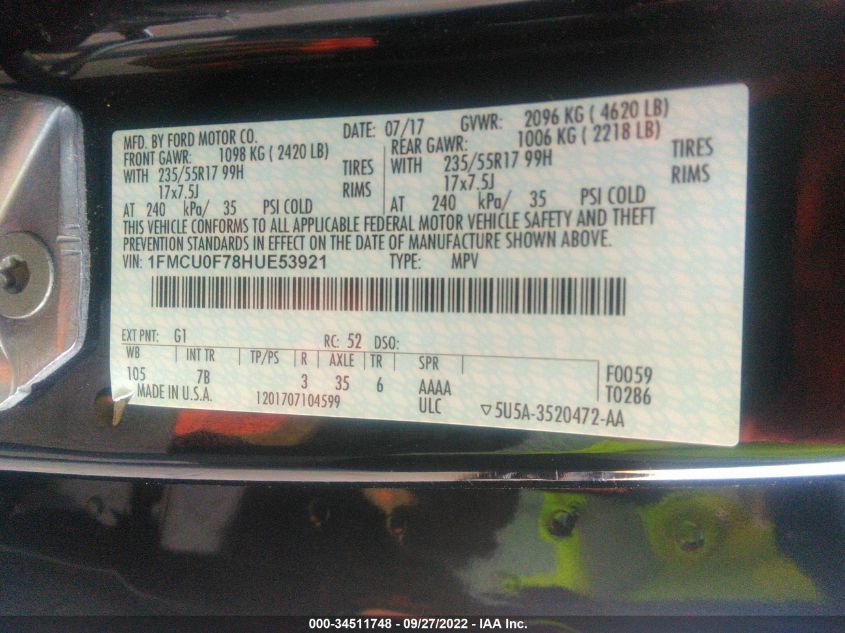 MFD. BY FORD MOTOR CO. DATE: 07/17 GVWR: 2096 KG ( 4620 LB)
FRONT GAWR: 1098 KG ( 2420 LB) REAR GAWR: 1006 KG ( 2218 LB)
WITH 235/55R17 99H TIRES WITH 235/55R17 99H TIRES
17x7.5J RIMS 17x7.5J RIMS
AT 240 kPa/ 35 PSI COLD AT 240 kPa/ 35 PSI COLD
THIS VEHICLE CONFORMS TO ALL APPLICABLE FEDERAL MOTOR VEHICLE SAFETY AND THEFT
PREVENTION STANDARDS IN EFFECT ON THE DATE OF MANUFACTURE SHOWN ABOVE.
VIN: 1FMCU0F78HUE53921 TYPE: MPV
EXT PNT: G1 RC: 52 DSO:
WB INT TR TP/PS R AXLE TR SPR F0059
105 7B 3 35 6 AAAA T0286
MADE IN U.S.A. 1201707104599 ULC ▽5U5A-3520472-AA
000-34511748 - 09/27/2022 - IAA Inc.